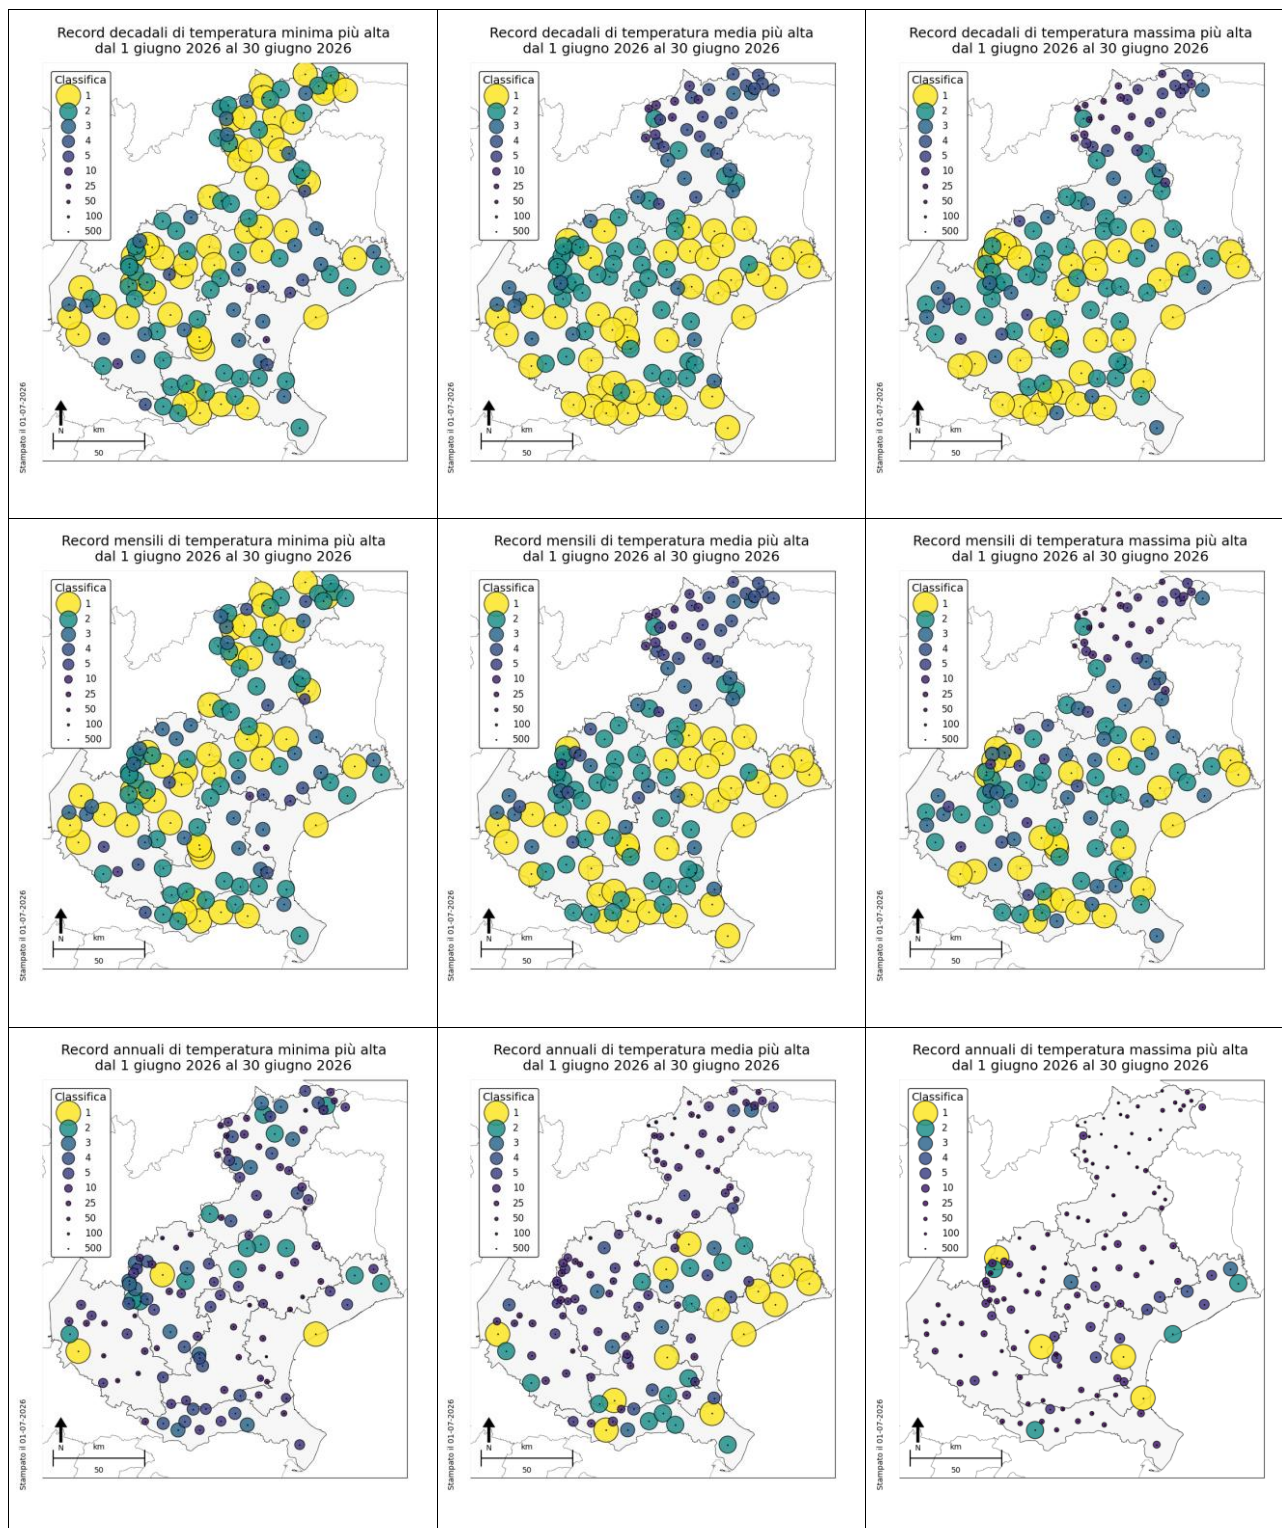 Record decadali di temperatura minima più alta
dal 1 giugno 2026 al 30 giugno 2026
Classifica
1
2
3
4
5
10
25
50
100
500
N
km
50
Stampato il 01-07-2026
Record decadali di temperatura media più alta
dal 1 giugno 2026 al 30 giugno 2026
Classifica
1
2
3
4
5
10
25
50
100
500
N
km
50
Stampato il 01-07-2026
Record decadali di temperatura massima più alta
dal 1 giugno 2026 al 30 giugno 2026
Classifica
1
2
3
4
5
10
25
50
100
500
N
km
50
Stampato il 01-07-2026
Record mensili di temperatura minima più alta
dal 1 giugno 2026 al 30 giugno 2026
Classifica
1
2
3
4
5
10
25
50
100
500
N
km
50
Stampato il 01-07-2026
Record mensili di temperatura media più alta
dal 1 giugno 2026 al 30 giugno 2026
Classifica
1
2
3
4
5
10
25
50
100
500
N
km
50
Stampato il 01-07-2026
Record mensili di temperatura massima più alta
dal 1 giugno 2026 al 30 giugno 2026
Classifica
1
2
3
4
5
10
25
50
100
500
N
km
50
Stampato il 01-07-2026
Record annuali di temperatura minima più alta
dal 1 giugno 2026 al 30 giugno 2026
Classifica
1
2
3
4
5
10
25
50
100
500
N
km
50
Stampato il 01-07-2026
Record annuali di temperatura media più alta
dal 1 giugno 2026 al 30 giugno 2026
Classifica
1
2
3
4
5
10
25
50
100
500
N
km
50
Stampato il 01-07-2026
Record annuali di temperatura massima più alta
dal 1 giugno 2026 al 30 giugno 2026
Classifica
1
2
3
4
5
10
25
50
100
500
N
km
50
Stampato il 01-07-2026